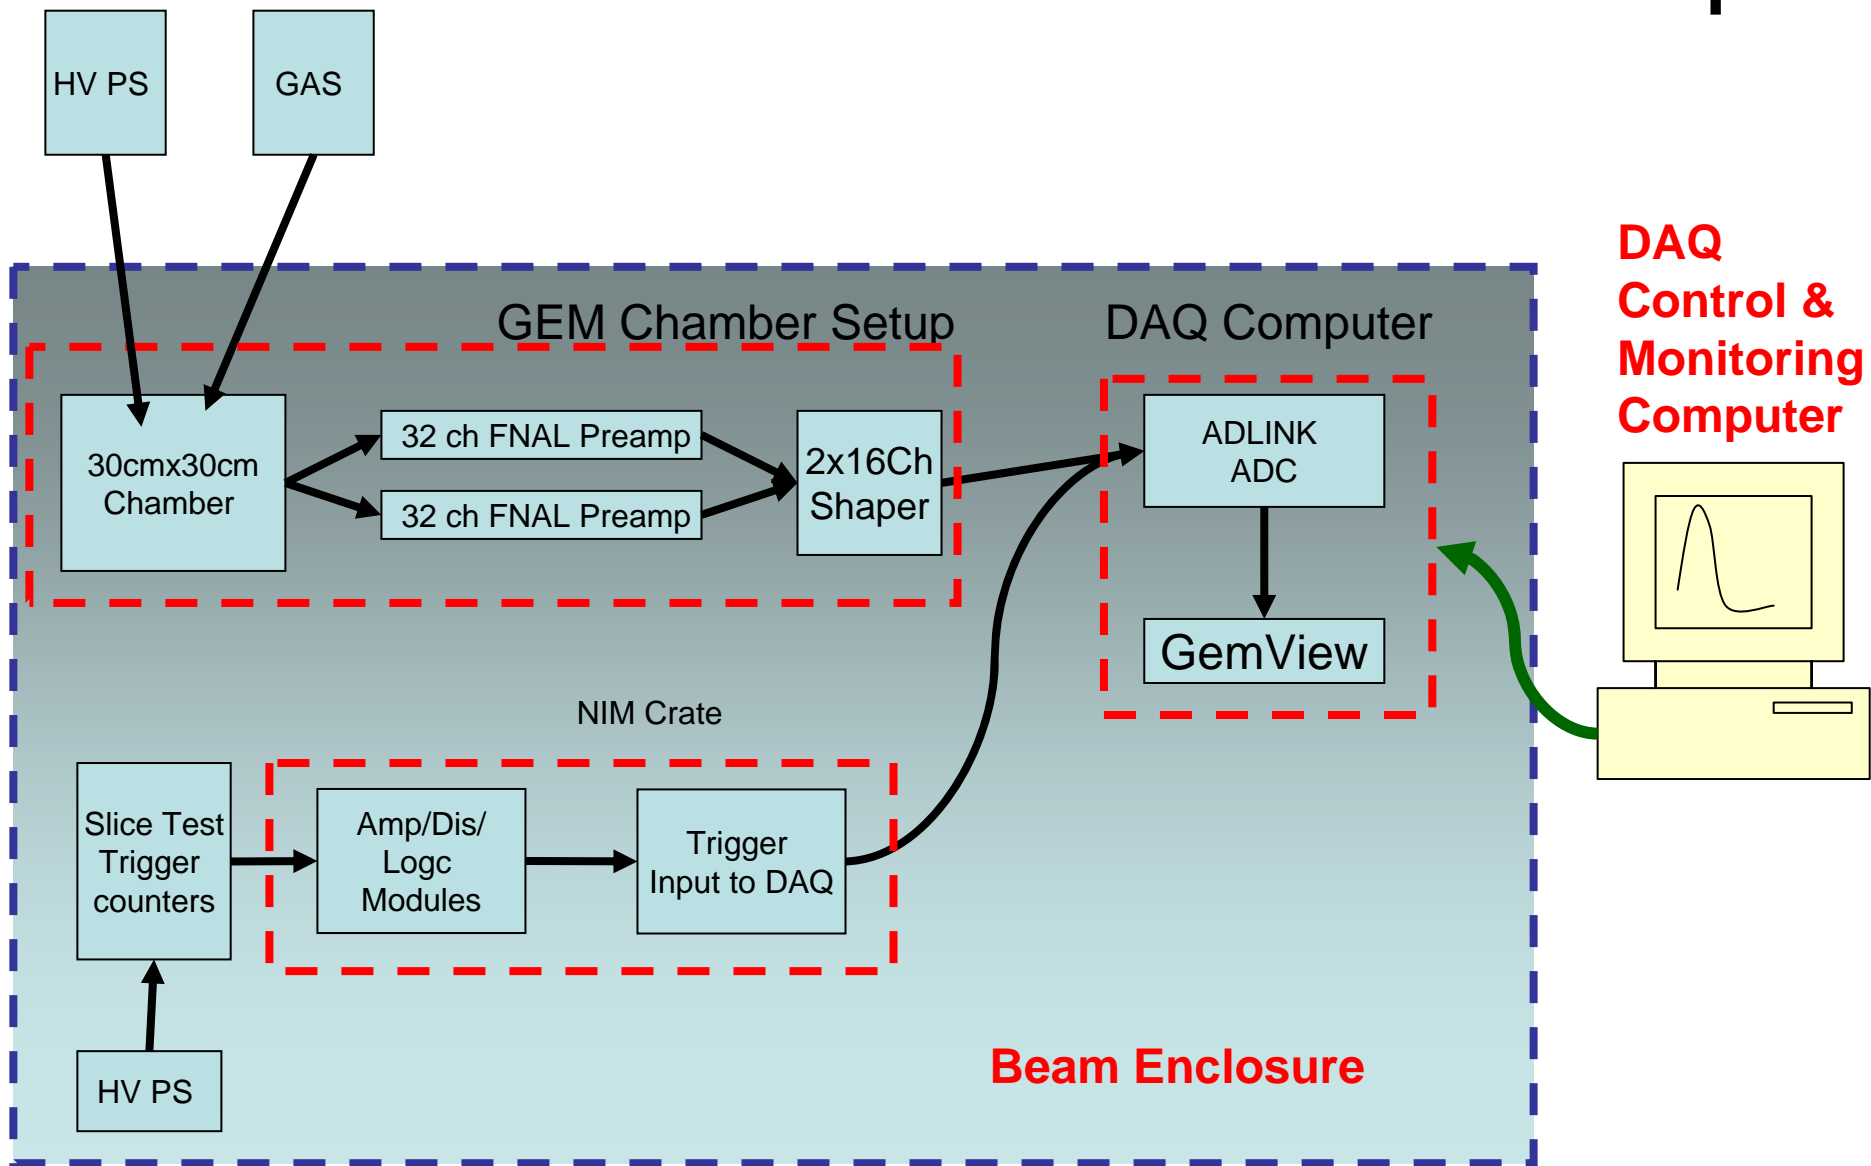 HV PS
GAS
DAQ
Control &
Monitoring
Computer
GEM Chamber Setup
DAQ Computer
30cmx30cm
Chamber
32 ch FNAL Preamp
32 ch FNAL Preamp
2x16Ch
Shaper
ADLINK
ADC
GemView
NIM Crate
Slice Test
Trigger
counters
Amp/Dis/
Logc
Modules
Trigger
Input to DAQ
HV PS
Beam Enclosure